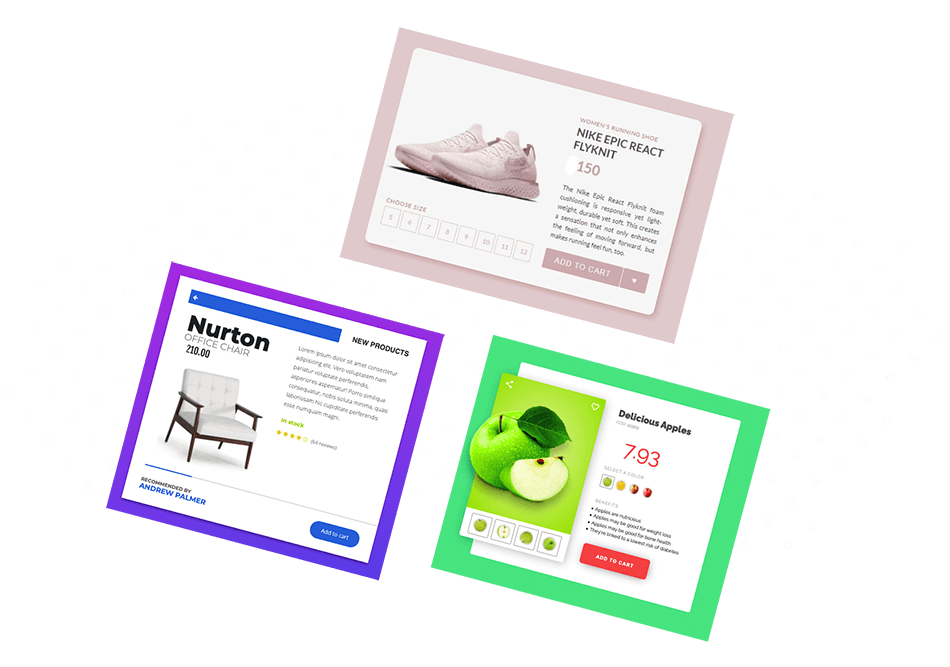 WOMEN'S RUNNING SHOE
NIKE EPIC REACT
FLYKNIT
150
The Nike Epic React Flyknit foam
cushioning is responsive yet light-
weight, durable yet soft. This creates
a sensation that not only enhances
the feeling of moving forward, but
makes running feel fun, too.
CHOOSE SIZE
5 6 7 8 9 10 11 12
ADD TO CART
NEW PRODUCTS
Nurton
OFFICE CHAIR
210.00
Lorem ipsum dolor sit amet consectetur
adipisicing elit. Vero voluptatem nam
pariatur voluptate perferendis,
asperiores aspernatur! Porro similique
consequatur, nobis soluta minima, quasi
laboriosam hic cupiditate perferendis
esse numquam magni.
In stock
(64 reviews)
RECOMMENDED BY
ANDREW PALMER
Add to cart
Delicious Apples
7.93
SELECT A COLOR
BENEFITS
Apples are nutricious
Apples may be good for weight loss
Apples may be good for bone health
They're linked to a lowest risk of diabetes
ADD TO CART